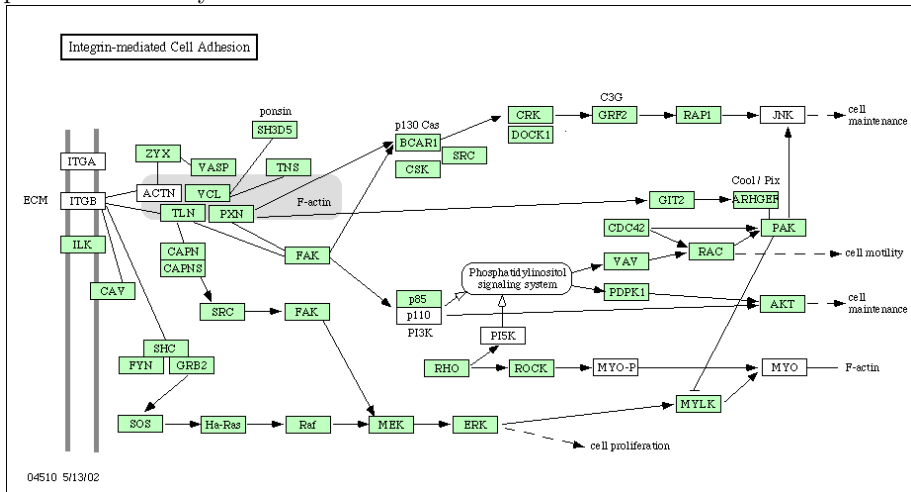 Integrin-mediated Cell Adhesion
C3G
ponsin
CRK
GRF2
RAP1
JNK
cell
maintenance
p130 Cas
SH3D5
DOCK1
BCAR1
ZYX
SRC
ITGA
VASP
TNS
CSK
Cool / Pix
ACTN
VCL
ECM
ITGB
F-actin
GIT2
ARHGEF
TLN
PXN
CDC42
PAK
ILK
CAPN
FAK
RAC
cell motility
CAPNS
VAV
Phosphatidylinositol
signaling system
CAV
p85
PDPK1
AKT
cell
maintenance
SRC
FAK
p110
PI3K
PI5K
SHC
FYN
GRB2
RHO
ROCK
MYO-P
MYO
F-actin
MYLK
SOS
Ha-Ras
Raf
MEK
ERK
cell proliferation
04510 5/13/02